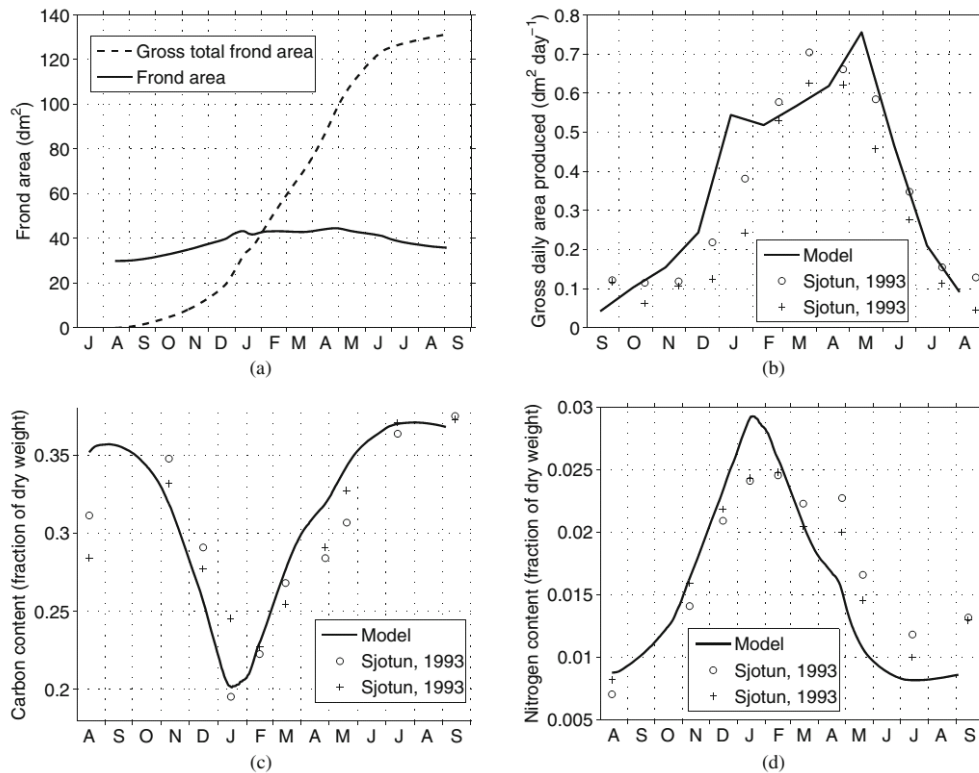 Frond area (dm²)
140
120
100
80
60
40
20
0
Gross total frond area
Frond area
J A S O N D J F M A M J J A S
(a)
Gross daily area produced (dm² day⁻¹)
0.8
0.7
0.6
0.5
0.4
0.3
0.2
0.1
0
Model
Sjotun, 1993
Sjotun, 1993
S O N D J F M A M J J A
(b)
Carbon content (fraction of dry weight)
0.35
0.3
0.25
0.2
Model
Sjotun, 1993
Sjotun, 1993
A S O N D J F M A M J J A S
(c)
Nitrogen content (fraction of dry weight)
0.03
0.025
0.02
0.015
0.01
0.005
Model
Sjotun, 1993
Sjotun, 1993
A S O N D J F M A M J J A S
(d)